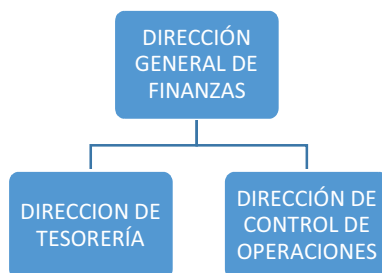 DIRECCIÓN
GENERAL DE
FINANZAS
DIRECCION DE
TESORERÍA
DIRECCIÓN DE
CONTROL DE
OPERACIONES